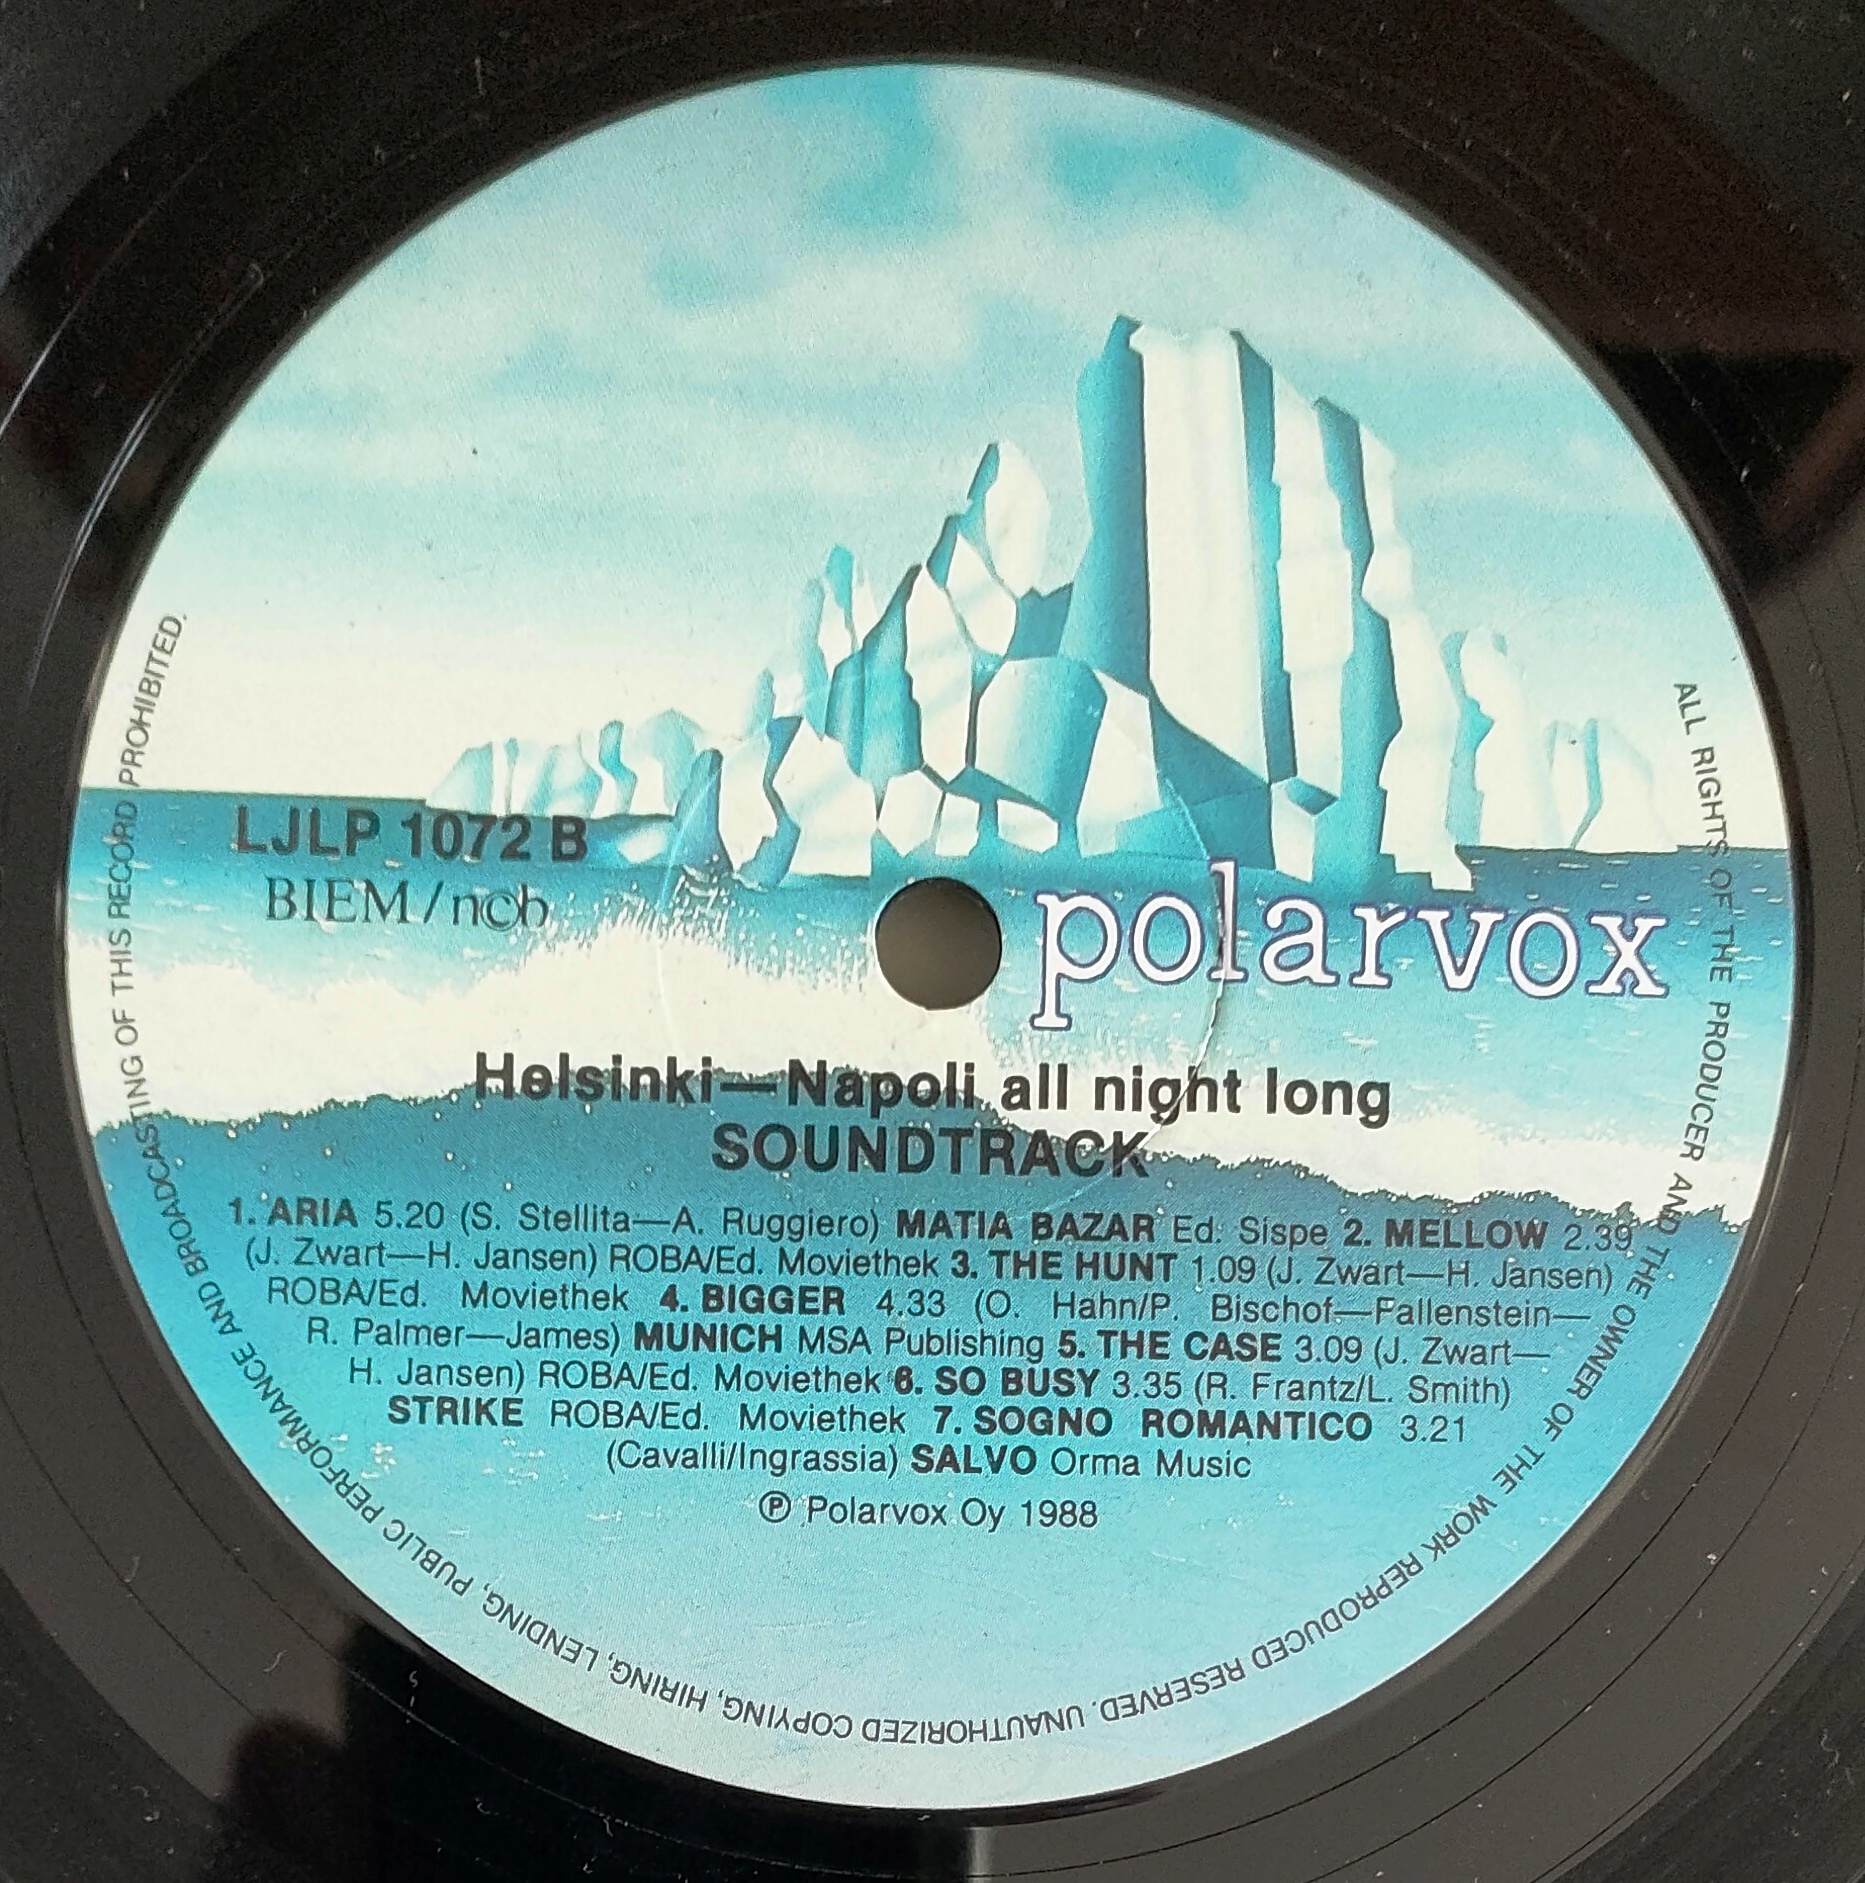 LJLP 1072 B
BIEM/ncb
polarvox
Helsinki—Napoli all night long
SOUNDTRACK
1. ARIA 5.20 (S. Stellita—A. Ruggiero) MATIA BAZAR Ed. Sispe 2. MELLOW 2.39
(J. Zwart—H. Jansen) ROBA/Ed. Moviethek 3. THE HUNT 1.09 (J. Zwart—H. Jansen)
ROBA/Ed. Moviethek 4. BIGGER 4.33 (O. Hahn/P. Bischof—Fallenstein—
R. Palmer—James) MUNICH MSA Publishing 5. THE CASE 3.09 (J. Zwart—
H. Jansen) ROBA/Ed. Moviethek 6. SO BUSY 3.35 (R. Frantz/L. Smith)
STRIKE ROBA/Ed. Moviethek 7. SOGNO ROMANTICO 3.21
(Cavalli/Ingrassia) SALVO Orma Music
℗ Polarvox Oy 1988
ALL RIGHTS OF THE PRODUCER AND THE OWNER OF THE WORK REPRODUCED RESERVED. UNAUTHORIZED COPYING, HIRING, LENDING, PUBLIC PERFORMANCE AND BROADCASTING OF THIS RECORD PROHIBITED.